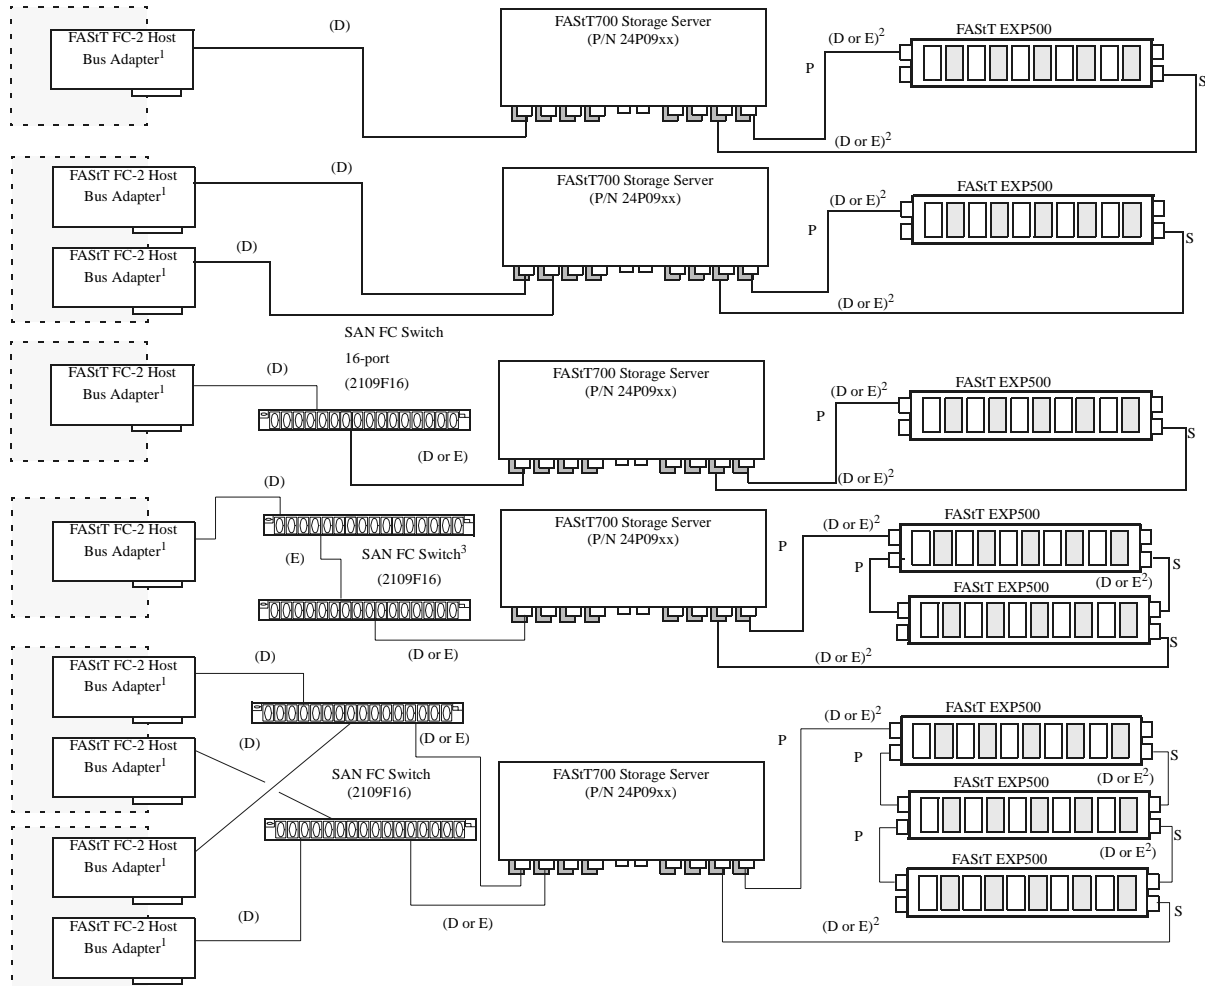 FAStT FC-2 Host
Bus Adapter1
(D)
FAStT700 Storage Server
(P/N 24P09xx)
(D or E)2
P
FAStT EXP500
S
(D or E)2
FAStT FC-2 Host
Bus Adapter1
(D)
FAStT FC-2 Host
Bus Adapter1
(D)
FAStT700 Storage Server
(P/N 24P09xx)
(D or E)2
P
FAStT EXP500
S
(D or E)2
FAStT FC-2 Host
Bus Adapter1
(D)
SAN FC Switch
16-port
(2109F16)
(D or E)
FAStT700 Storage Server
(P/N 24P09xx)
(D or E)2
P
FAStT EXP500
S
(D or E)2
FAStT FC-2 Host
Bus Adapter1
(D)
(E)
SAN FC Switch3
(2109F16)
(D or E)
FAStT700 Storage Server
(P/N 24P09xx)
(D or E)2
P
FAStT EXP500
P
S
(D or E2)
FAStT EXP500
S
(D or E)2
FAStT FC-2 Host
Bus Adapter1
(D)
FAStT FC-2 Host
Bus Adapter1
(D)
(D or E)
SAN FC Switch
(2109F16)
FAStT FC-2 Host
Bus Adapter1
FAStT FC-2 Host
Bus Adapter1
(D)
(D or E)
FAStT700 Storage Server
(P/N 24P09xx)
(D or E)2
P
FAStT EXP500
P
S
(D or E2)
FAStT EXP500
P
S
(D or E2)
FAStT EXP500
S
(D or E)2